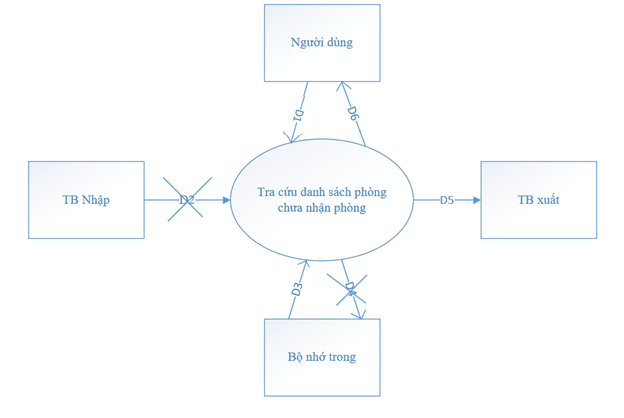 Người dùng
D1
D6
TB Nhập
D2
Tra cứu danh sách phòng
chưa nhận phòng
D5
TB xuất
D3
D4
Bộ nhớ trong